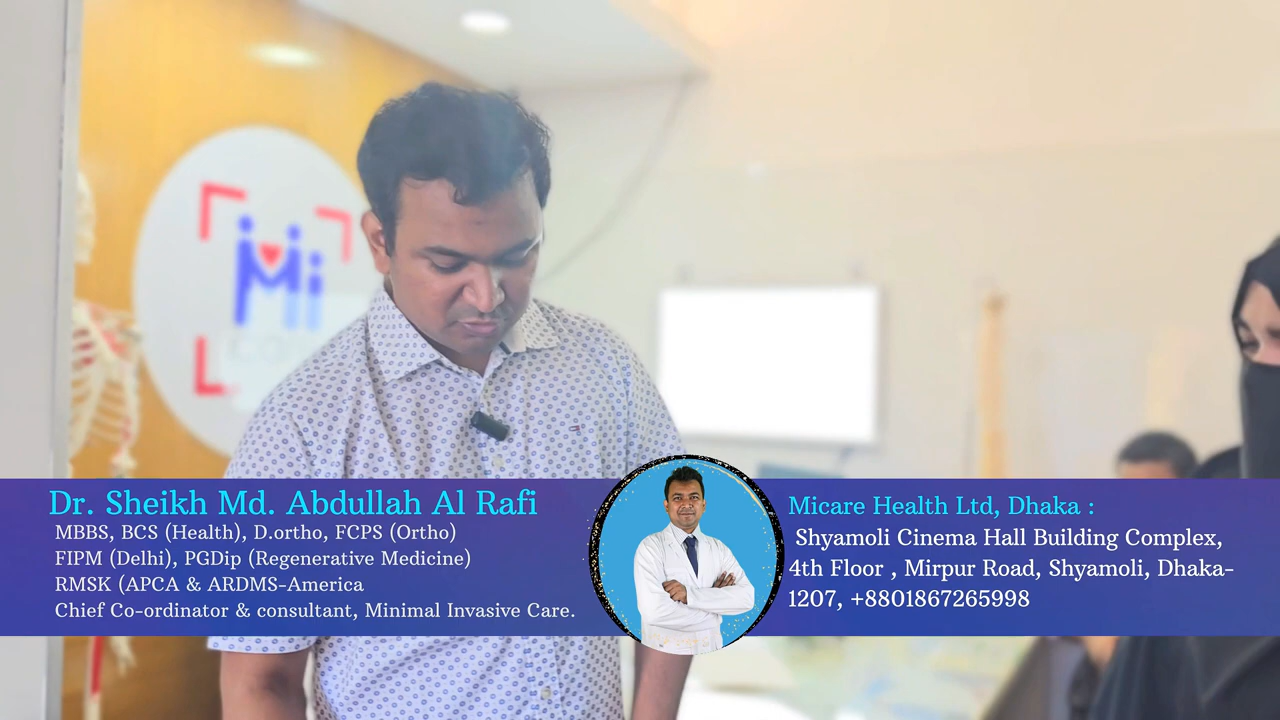 Mi
Dr. Sheikh Md. Abdullah Al Rafi
MBBS, BCS (Health), D.ortho, FCPS (Ortho)
FIPM (Delhi), PGDip (Regenerative Medicine)
RMSK (APCA & ARDMS-America
Chief Co-ordinator & consultant, Minimal Invasive Care.
Micare Health Ltd, Dhaka :
Shyamoli Cinema Hall Building Complex,
4th Floor , Mirpur Road, Shyamoli, Dhaka-
1207, +8801867265998